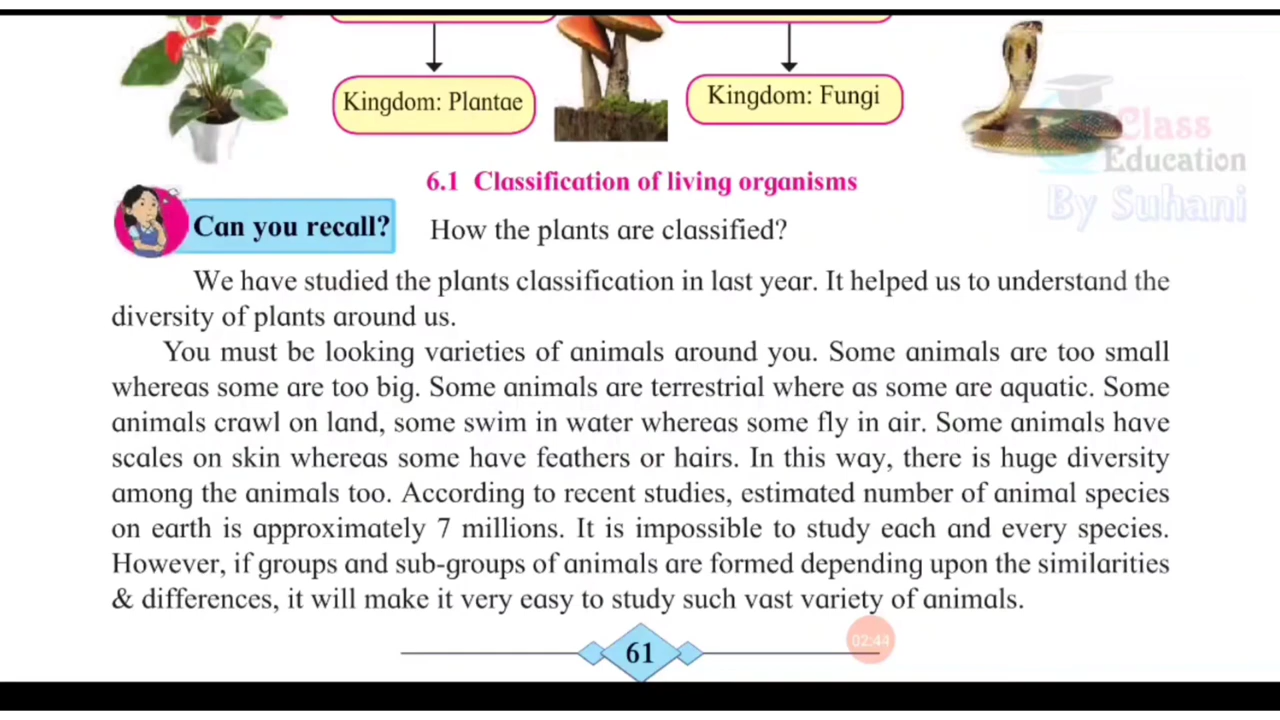 Kingdom: Plantae
Kingdom: Fungi
Class
Education
By Suhani
6.1 Classification of living organisms
Can you recall?
How the plants are classified?
We have studied the plants classification in last year. It helped us to understand the
diversity of plants around us.
You must be looking varieties of animals around you. Some animals are too small
whereas some are too big. Some animals are terrestrial where as some are aquatic. Some
animals crawl on land, some swim in water whereas some fly in air. Some animals have
scales on skin whereas some have feathers or hairs. In this way, there is huge diversity
among the animals too. According to recent studies, estimated number of animal species
on earth is approximately 7 millions. It is impossible to study each and every species.
However, if groups and sub-groups of animals are formed depending upon the similarities
& differences, it will make it very easy to study such vast variety of animals.
61
02:44